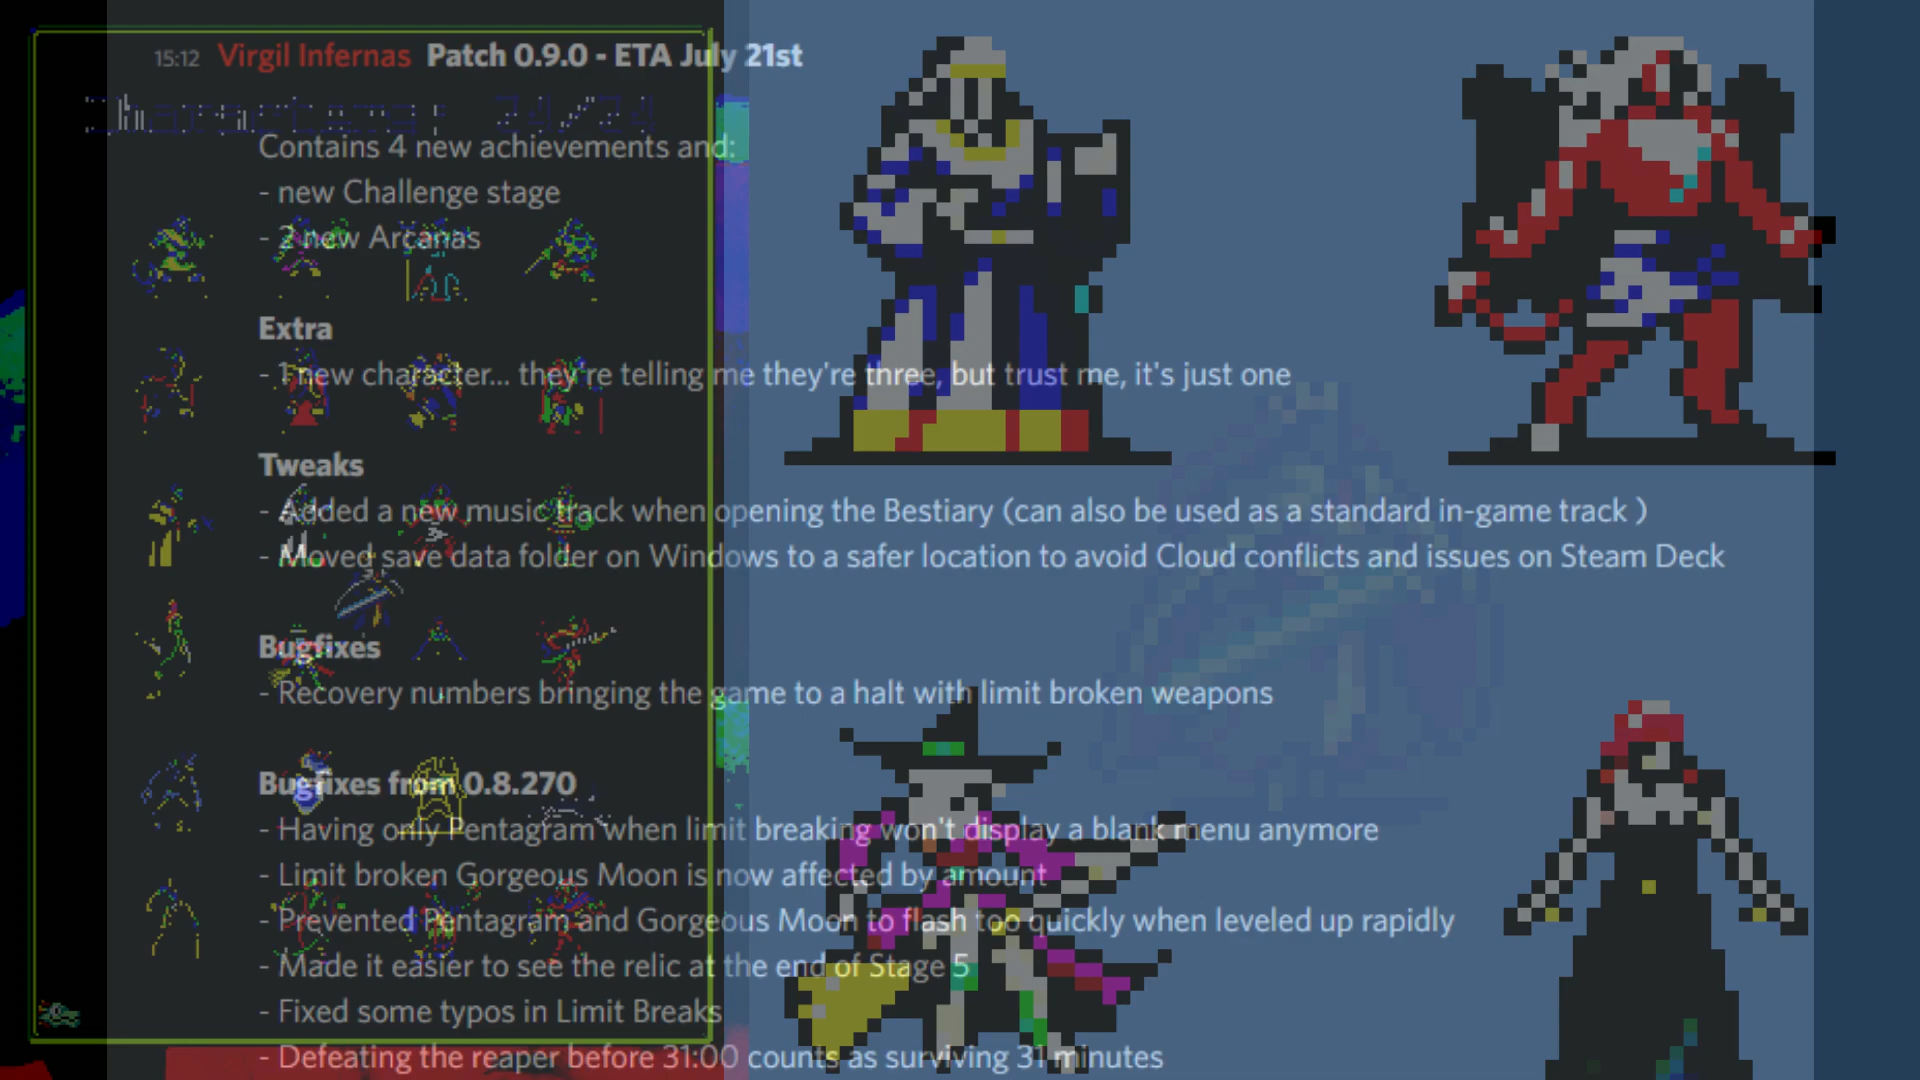 15:12 Virgil Infernas Patch 0.9.0 - ETA July 21st
Characters: 24/24
Contains 4 new achievements and:
- new Challenge stage
- 2 new Arcanas
Extra
- 1 new character... they're telling me they're three, but trust me, it's just one
Tweaks
- Added a new music track when opening the Bestiary (can also be used as a standard in-game track )
- Moved save data folder on Windows to a safer location to avoid Cloud conflicts and issues on Steam Deck
Bugfixes
- Recovery numbers bringing the game to a halt with limit broken weapons
Bugfixes from 0.8.270
- Having only Pentagram when limit breaking won't display a blank menu anymore
- Limit broken Gorgeous Moon is now affected by amount
- Prevented Pentagram and Gorgeous Moon to flash too quickly when leveled up rapidly
- Made it easier to see the relic at the end of Stage 5
- Fixed some typos in Limit Breaks
- Defeating the reaper before 31:00 counts as surviving 31 minutes